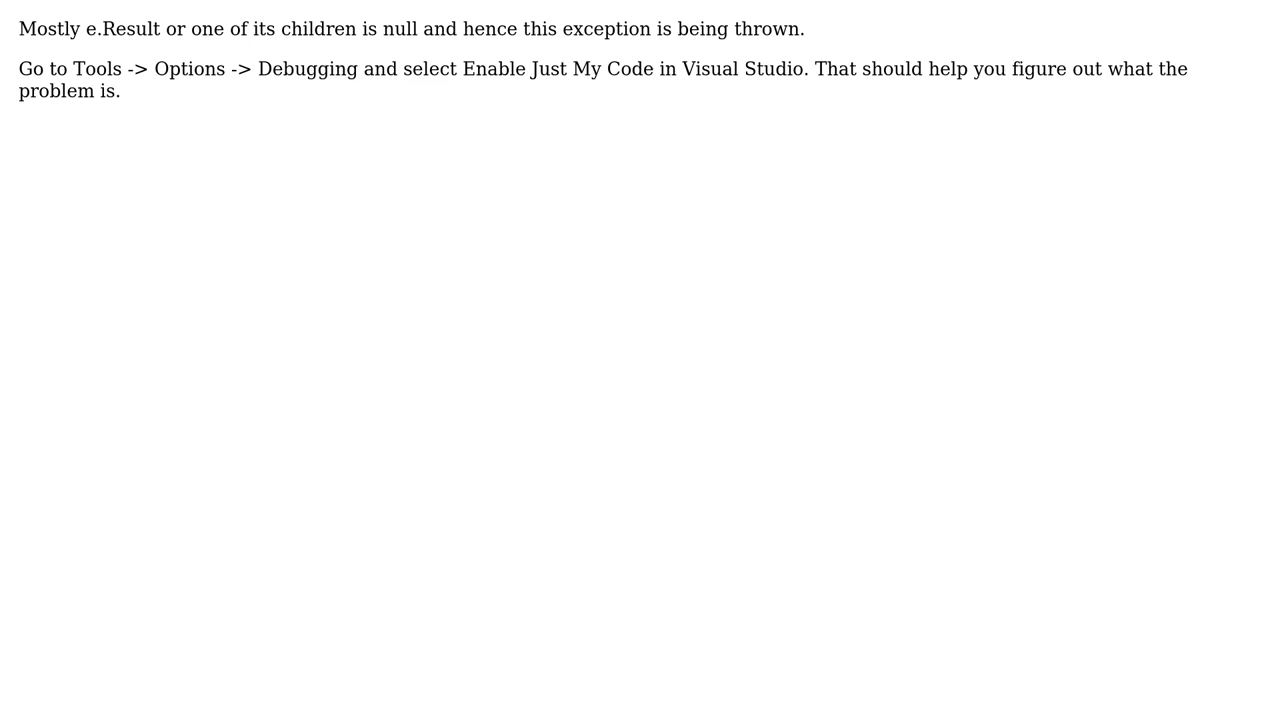 Mostly e.Result or one of its children is null and hence this exception is being thrown.
Go to Tools -> Options -> Debugging and select Enable Just My Code in Visual Studio. That should help you figure out what the
problem is.